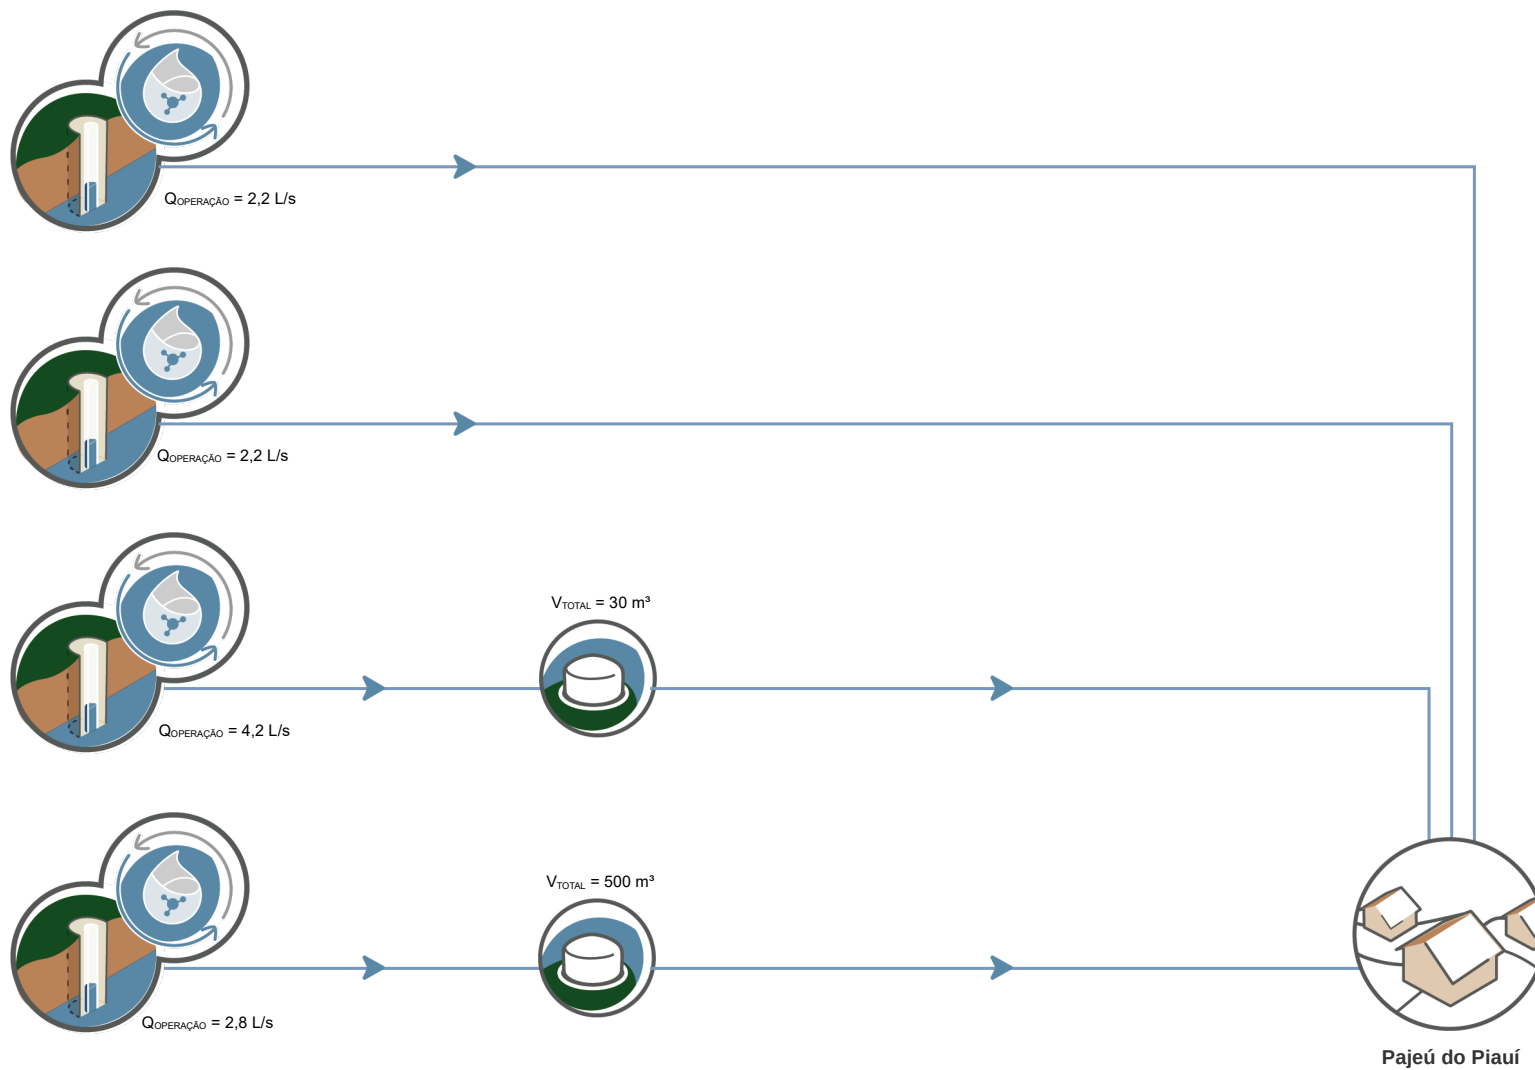 QOPERAÇÃO = 2,2 L/s
QOPERAÇÃO = 2,2 L/s
VTOTAL = 30 m³
QOPERAÇÃO = 4,2 L/s
VTOTAL = 500 m³
QOPERAÇÃO = 2,8 L/s
Pajeú do Piauí